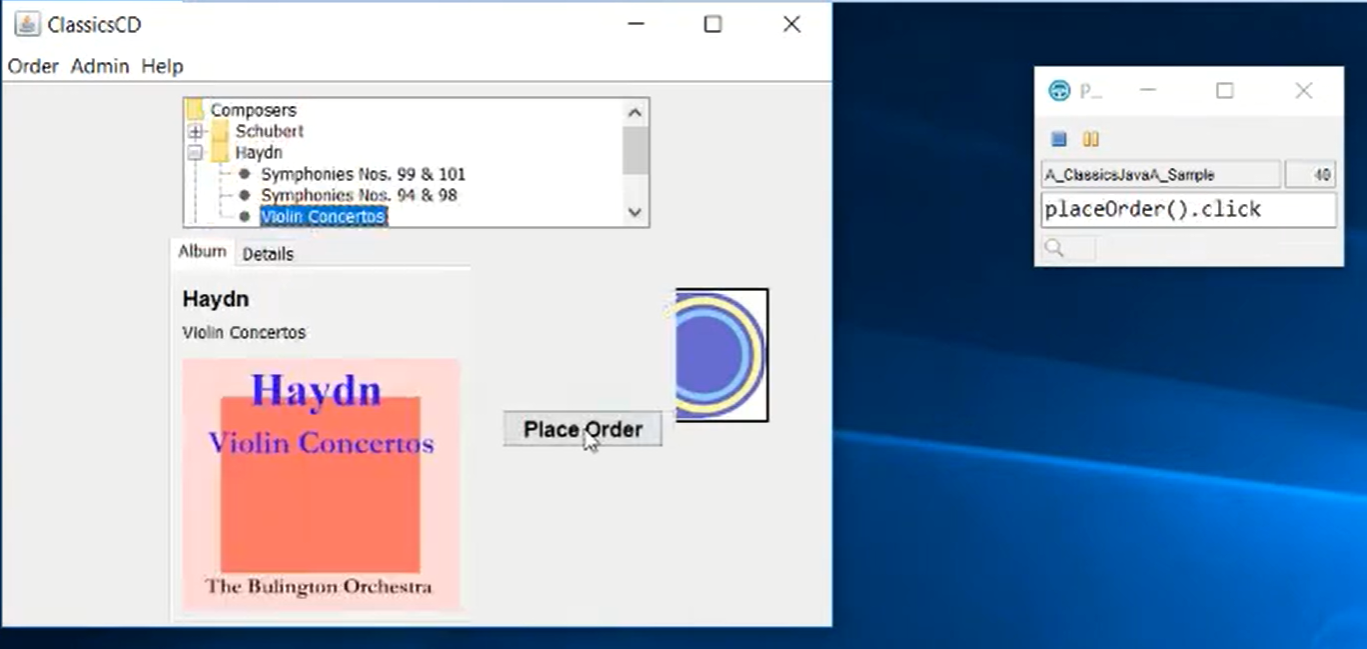 ClassicsCD
Order Admin Help
Composers
Schubert
Haydn
Symphonies Nos. 99 & 101
Symphonies Nos. 94 & 98
Violin Concertos
Album Details
Haydn
Violin Concertos
Haydn
Violin Concertos
The Bulington Orchestra
Place Order
P_
A_ClassicsJavaA_Sample 40
placeOrder().click